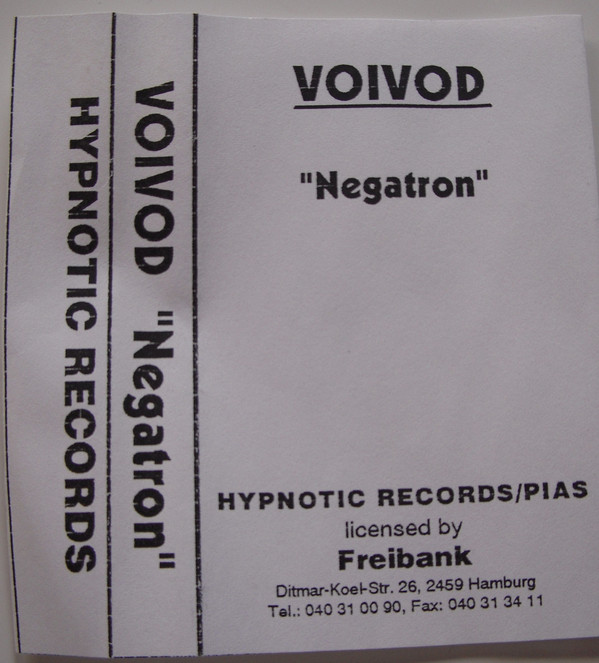 HYPNOTIC RECORDS
VOIVOD "Negatron"
VOIVOD
"Negatron"
HYPNOTIC RECORDS/PIAS
licensed by
Freibank
Ditmar-Koel-Str. 26, 2459 Hamburg
Tel.: 040 31 00 90, Fax: 040 31 34 11